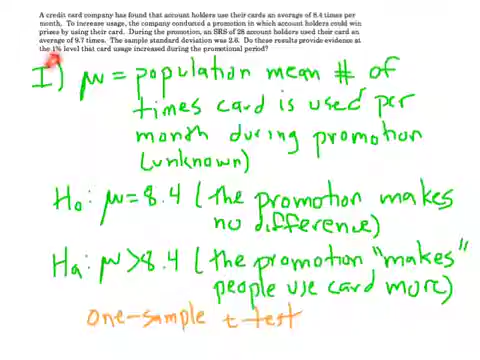 A credit card company has found that account holders use their cards an average of 8.4 times per
month. To increase usage, the company conducted a promotion in which account holders could win
prizes by using their card. During the promotion, an SRS of 28 account holders used their card an
average of 9.7 times. The sample standard deviation was 2.6. Do these results provide evidence at
the 1% level that card usage increased during the promotional period?
I) μ = population mean # of
times card is used per
month during promotion
(unknown)
H₀: μ = 8.4 (the promotion makes
no difference)
Hₐ: μ > 8.4 (the promotion "makes"
people use card more)
one-sample t-test